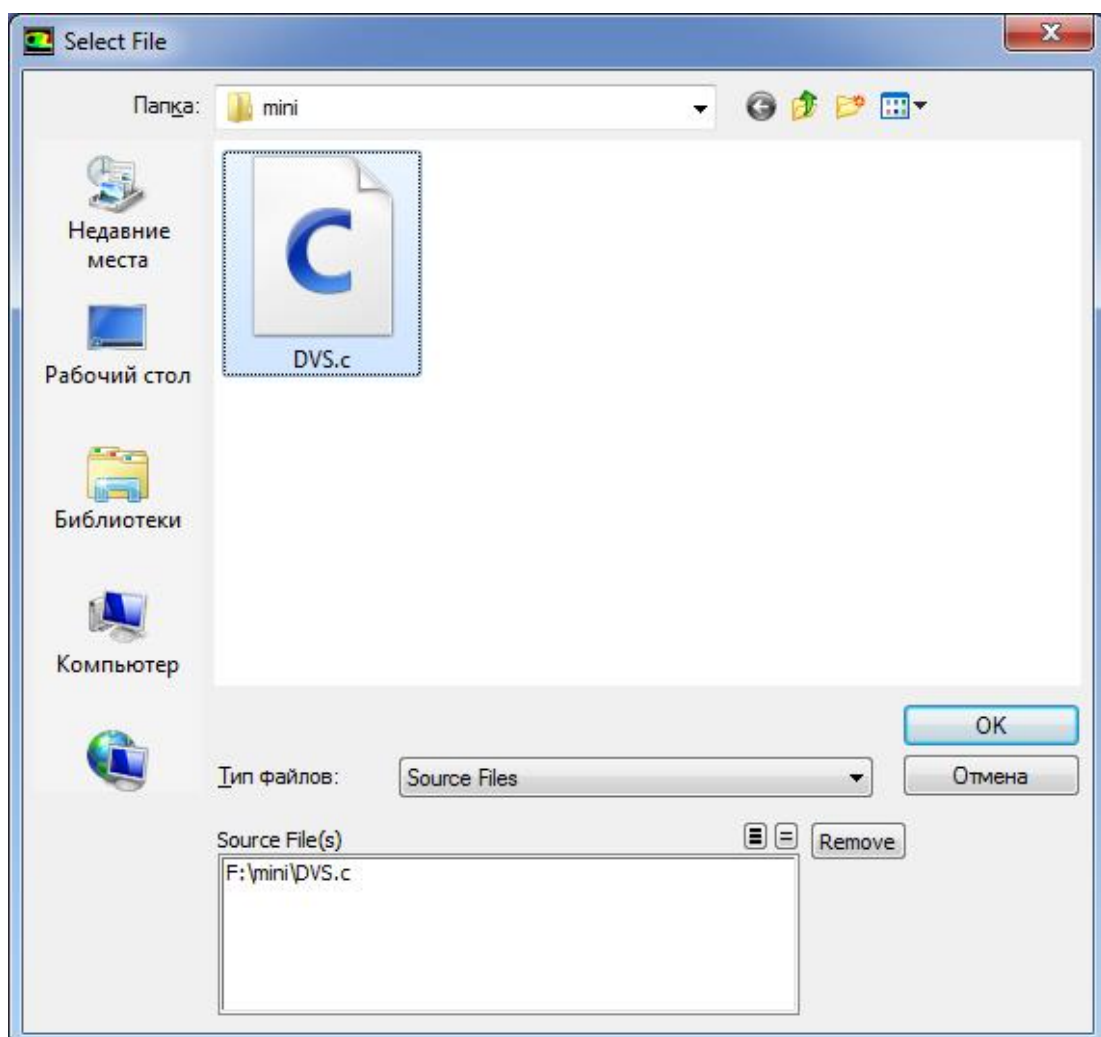 Select File
Папка:
mini
Недавние
места
Рабочий стол
Библиотеки
Компьютер
C
DVS.c
OK
Тип файлов:
Source Files
Отмена
Source File(s)
Remove
F:\mini\DVS.c